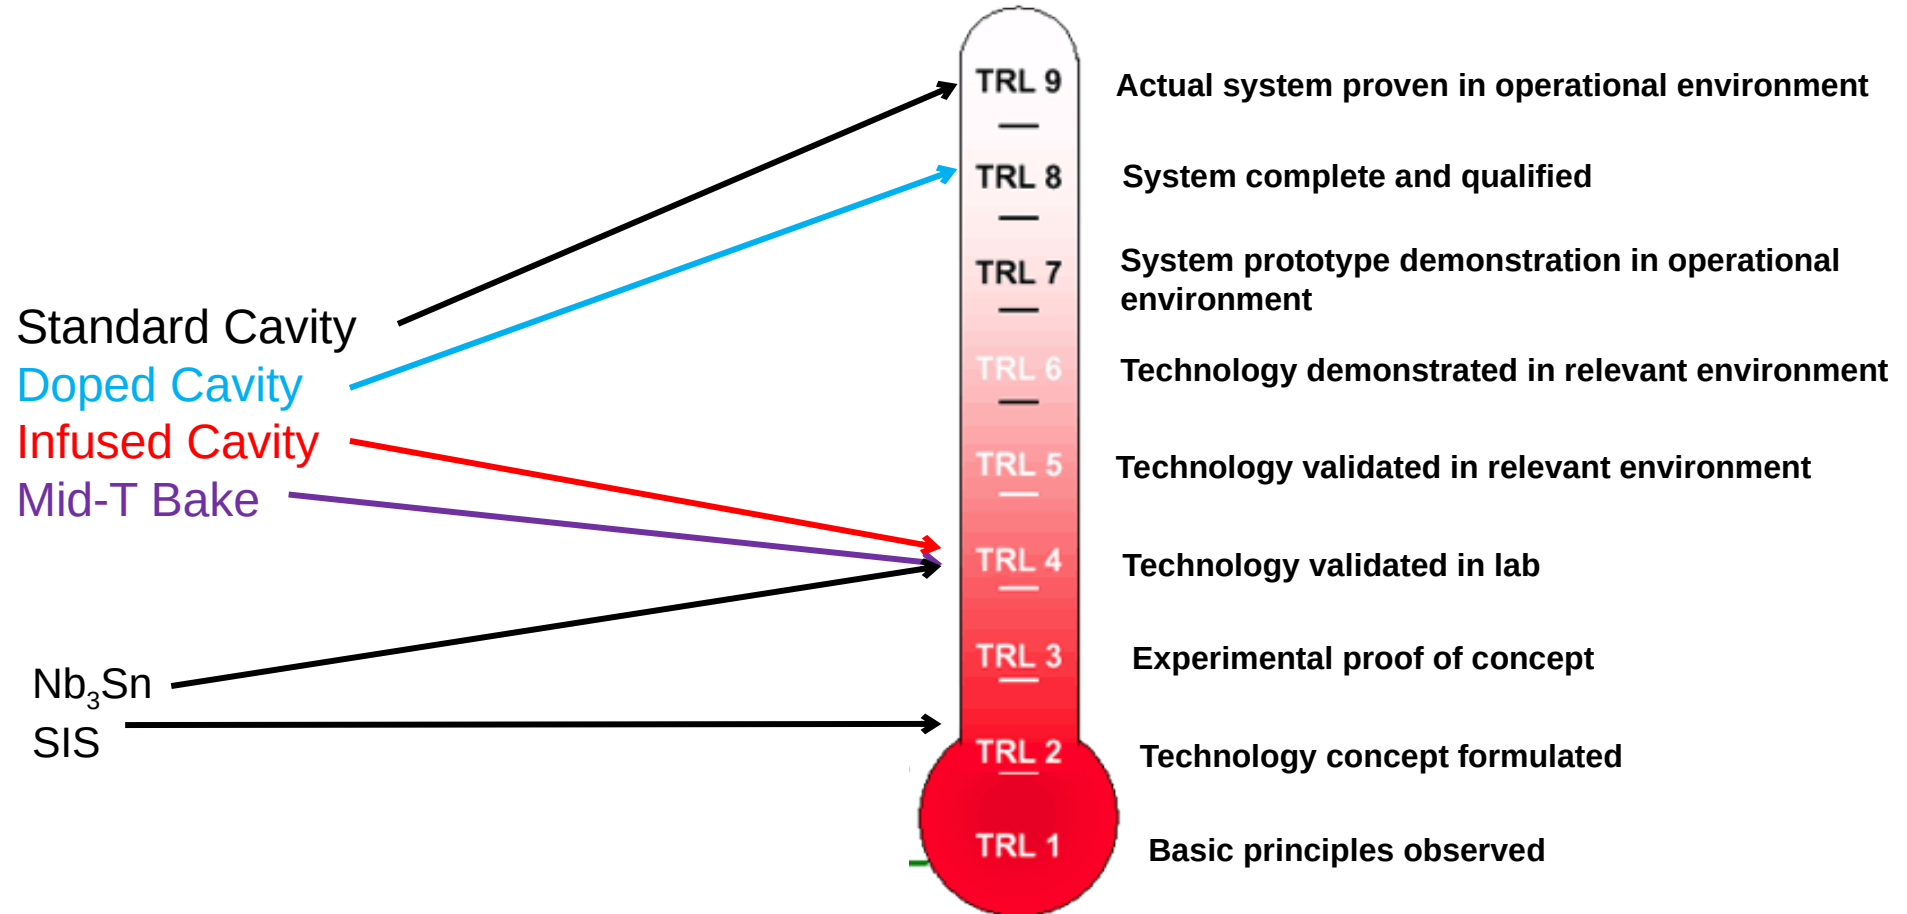 TRL 9 Actual system proven in operational environment
TRL 8 System complete and qualified
TRL 7 System prototype demonstration in operational
environment
Standard Cavity
Doped Cavity
Infused Cavity
Mid-T Bake
TRL 6 Technology demonstrated in relevant environment
TRL 5 Technology validated in relevant environment
TRL 4 Technology validated in lab
TRL 3 Experimental proof of concept
Nb₃Sn
SIS
TRL 2 Technology concept formulated
TRL 1 Basic principles observed